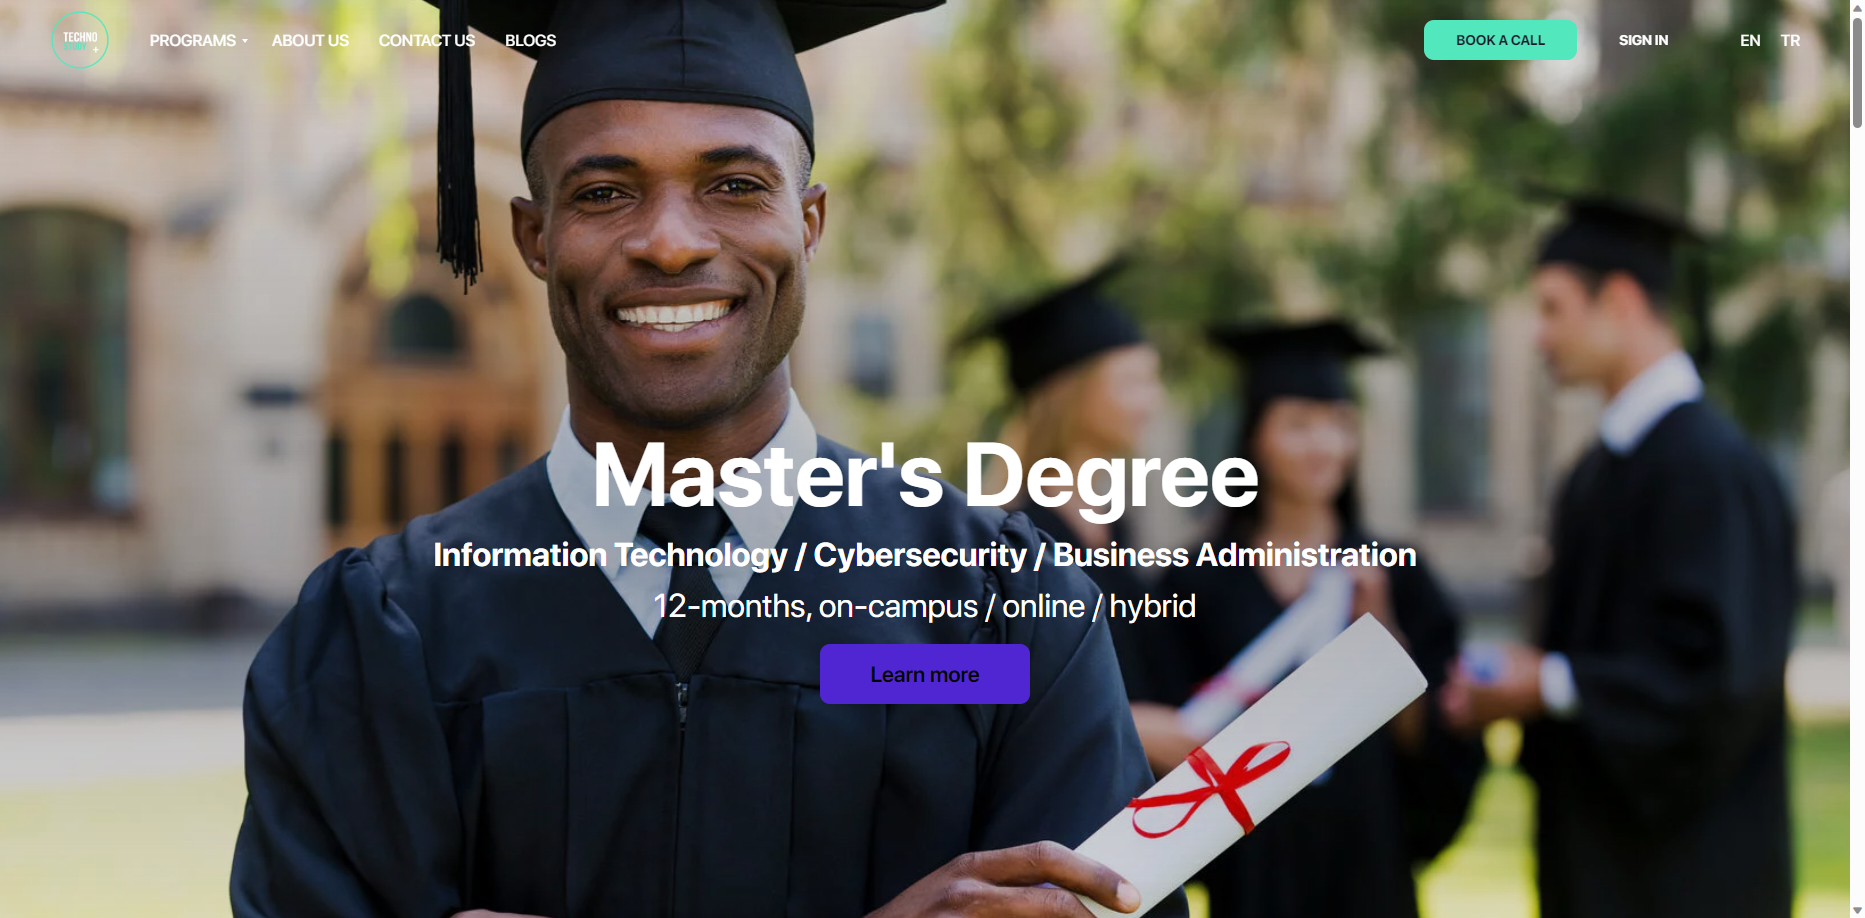 TECHNO
STUDY
PROGRAMS
ABOUT US
CONTACT US
BLOGS
BOOK A CALL
SIGN IN
EN
TR
Master's Degree
Information Technology / Cybersecurity / Business Administration
12-months, on-campus / online / hybrid
Learn more